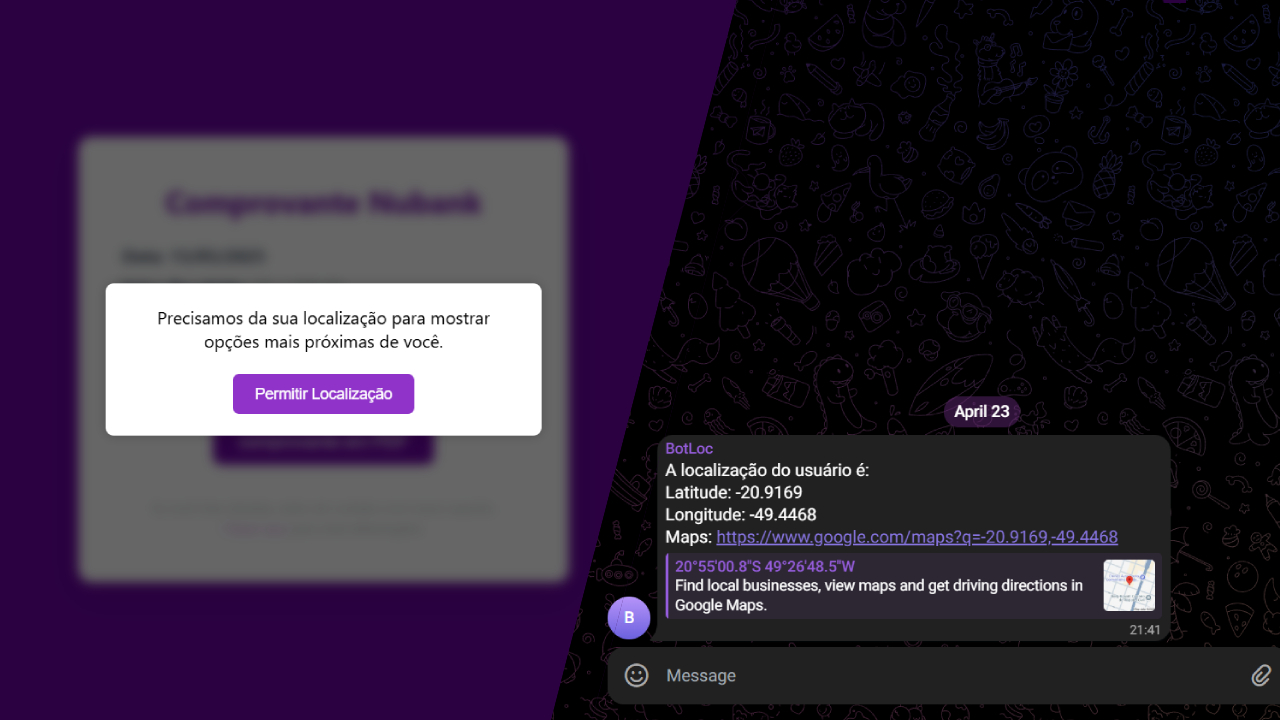 Comprovante Nubank
Precisamos da sua localização para mostrar
opções mais próximas de você.
Permitir Localização
April 23
BotLoc
A localização do usuário é:
Latitude: -20.9169
Longitude: -49.4468
Maps: https://www.google.com/maps?q=-20.9169,-49.4468
20°55'00.8"S 49°26'48.5"W
Find local businesses, view maps and get driving directions in
Google Maps.
B
21:41
Message